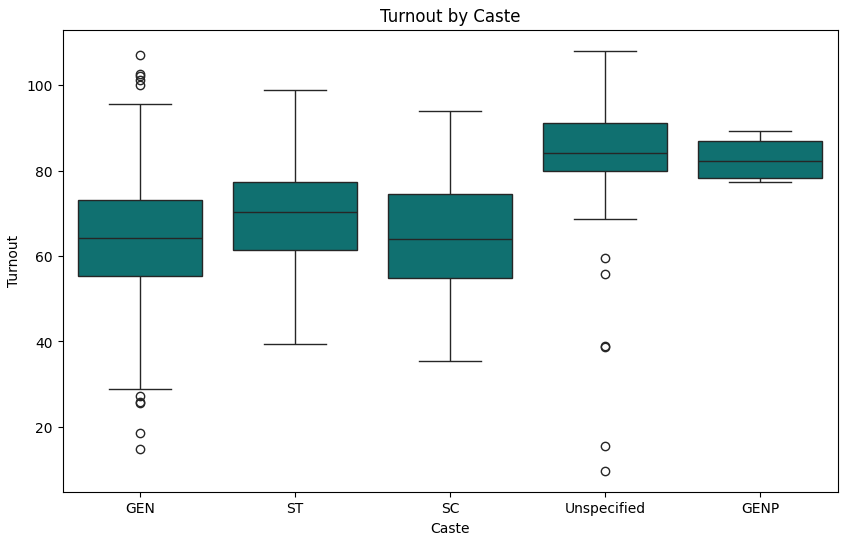 Turnout by Caste
100
80
60
40
20
Turnout
GEN
ST
SC
Unspecified
GENP
Caste